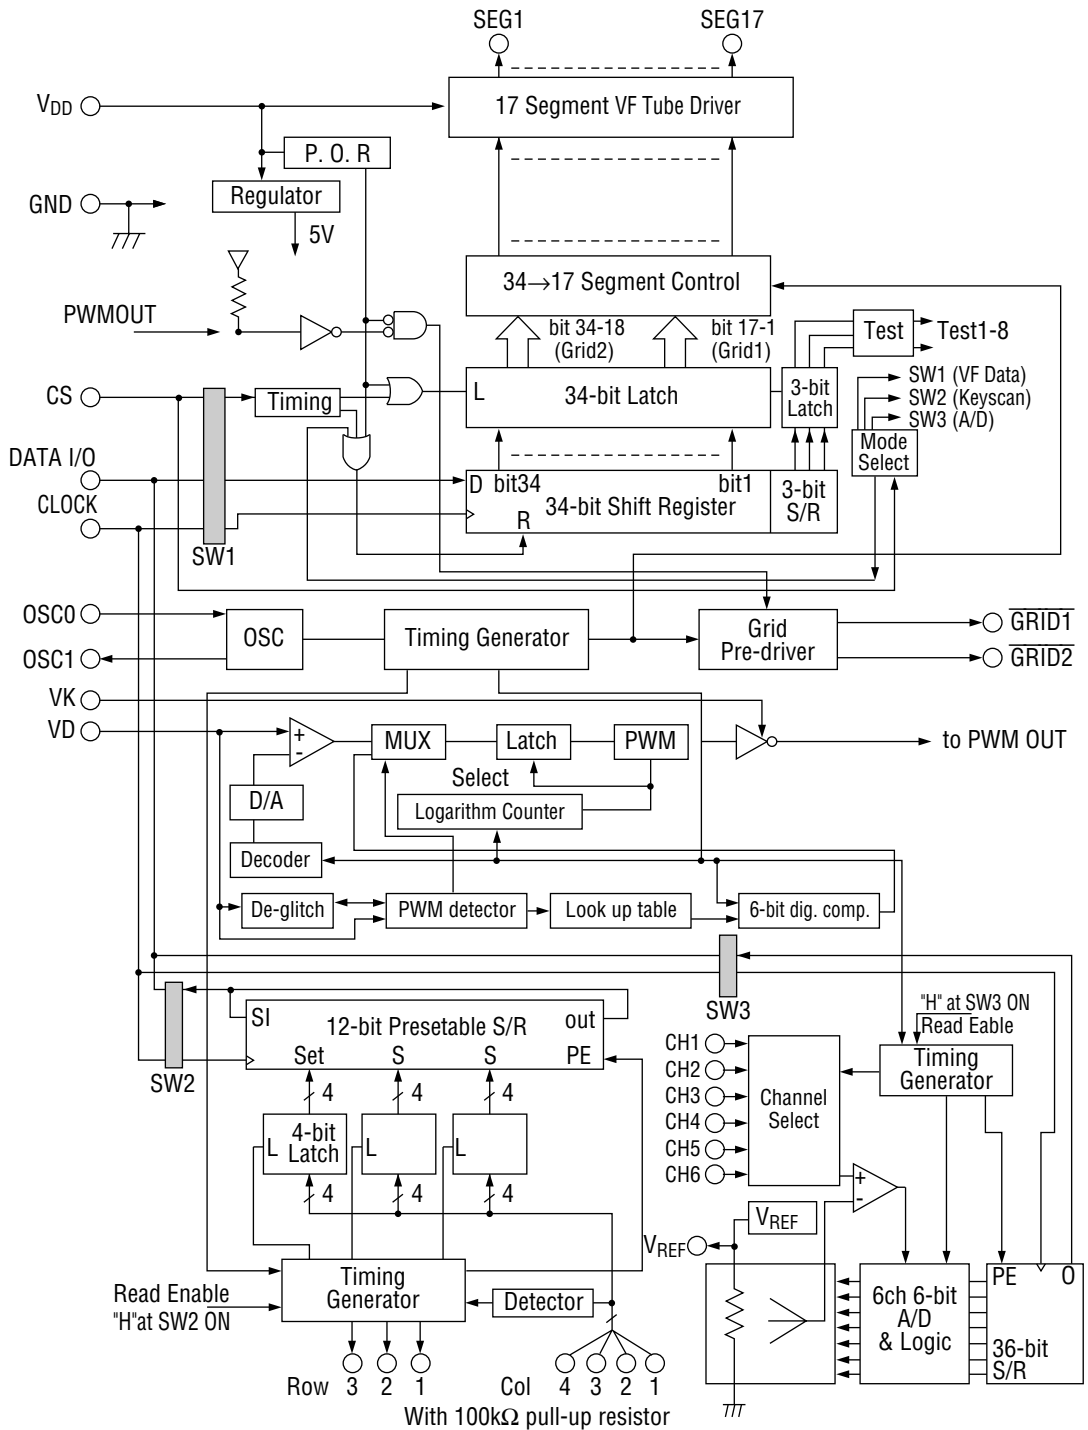 SEG1
SEG17
VDD
17 Segment VF Tube Driver
P. O. R
Regulator
5V
GND
34→17 Segment Control
PWMOUT
bit 34-18
(Grid2)
bit 17-1
(Grid1)
Test
Test1-8
CS
Timing
L
34-bit Latch
3-bit
Latch
SW1 (VF Data)
SW2 (Keyscan)
SW3 (A/D)
Mode
Select
DATA I/O
CLOCK
D
bit34
bit1
34-bit Shift Register
R
3-bit
S/R
SW1
OSC0
OSC1
OSC
Timing Generator
Grid
Pre-driver
GRID1
GRID2
VK
VD
+
-
MUX
Latch
PWM
to PWM OUT
Select
D/A
Logarithm Counter
Decoder
De-glitch
PWM detector
Look up table
6-bit dig. comp.
SW3
"H" at SW3 ON
Read Eable
SI
12-bit Presetable S/R
out
Set
S
S
PE
SW2
CH1
CH2
CH3
CH4
CH5
CH6
Channel
Select
Timing
Generator
4
4
4
L
4-bit
Latch
L
L
4
4
4
+
-
VREF
VREF
Read Enable
"H"at SW2 ON
Timing
Generator
Detector
6ch 6-bit
A/D
& Logic
PE
O
36-bit
S/R
Row
3
2
1
Col
4
3
2
1
With 100kΩ pull-up resistor